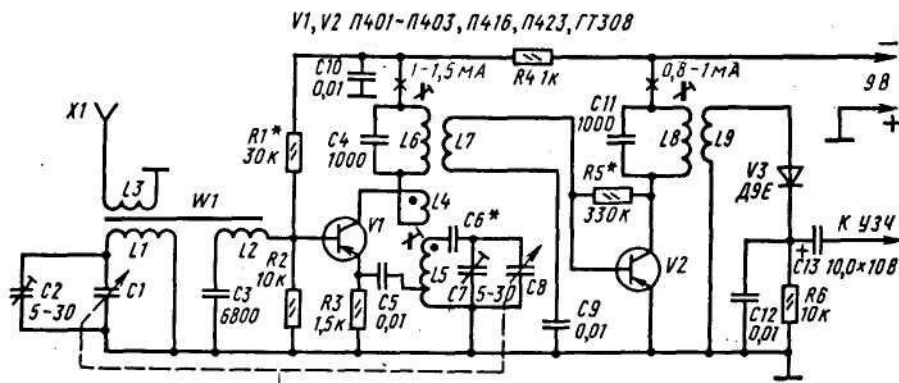 V1, V2 П401-П403, П416, П423, ГТ308
C10
0,01
1-1,5мА
R4 1к
0,8-1мА
–
9В
+
X1
R1*
30к
C4
1000
L6
L7
C11
1000
L8
L9
L3
W1
L4
R5*
330к
V3
Д9Е
V1
C6*
L1
L2
К УЗЧ
C2
5-30
C1
C3
6800
R2
10к
R3
1,5к
C5
0,01
L5
C7
5-30
C8
C9
0,01
V2
+
C13
10,0×10В
C12
0,01
R6
10к